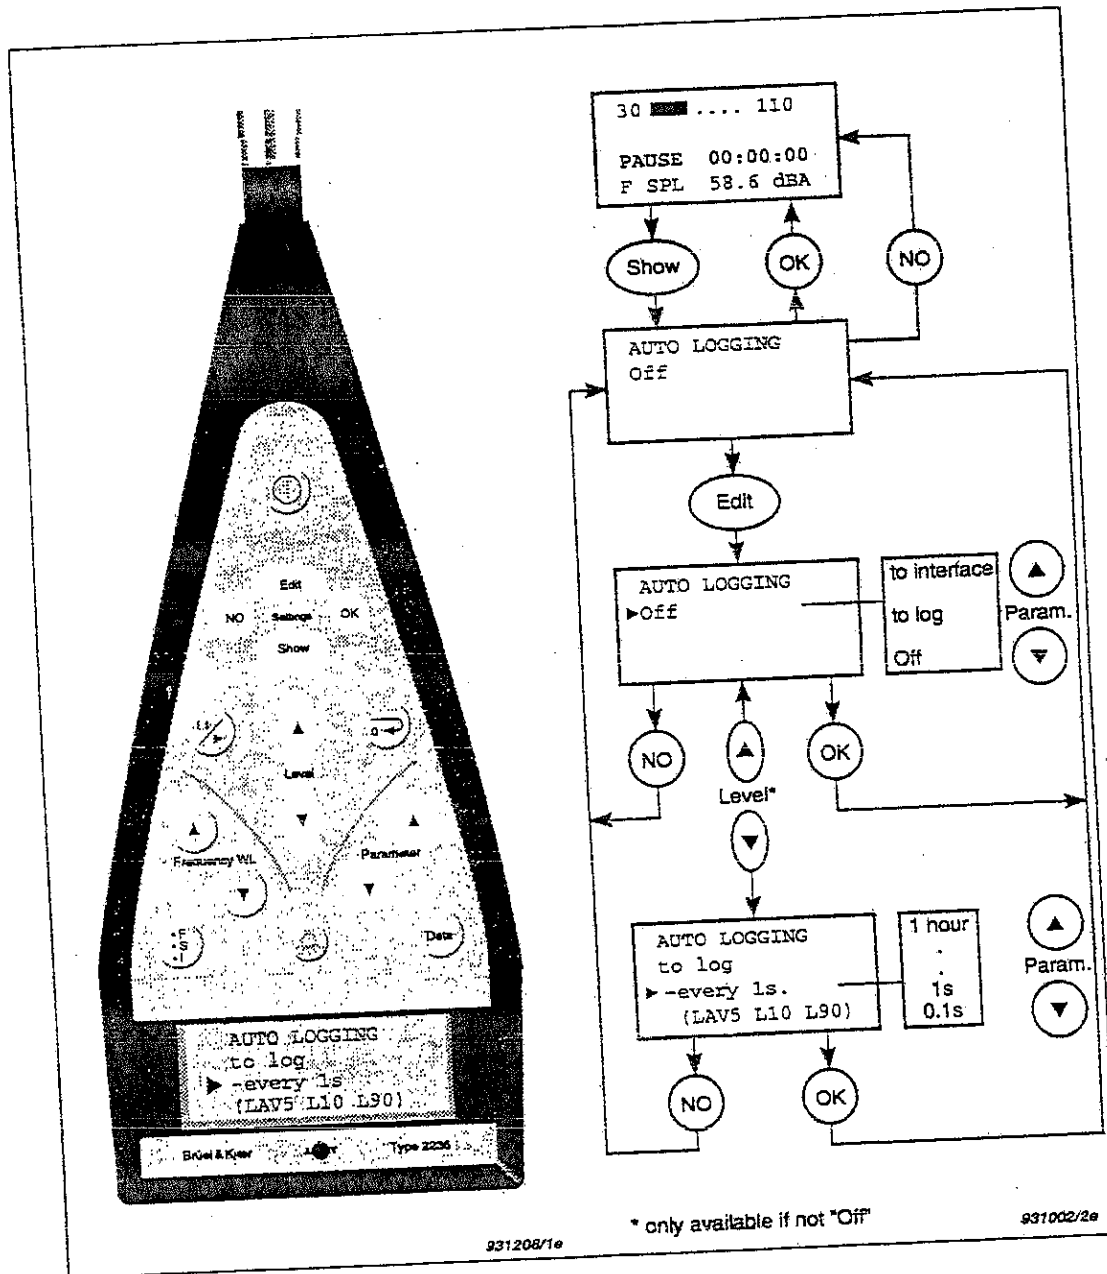 Edit
NO Settings OK
Show
Level
Frequency WL
Parameter
F
S
I
Data
AUTO LOGGING
to log
-every 1s
(LAV5 L10 L90)
Brüel & Kjær
Type 2236
931208/1e
30 .... 110
PAUSE 00:00:00
F SPL 58.6 dBA
Show
OK
NO
AUTO LOGGING
Off
Edit
AUTO LOGGING
Off
to interface
to log
Off
Param.
NO
OK
Level*
AUTO LOGGING
to log
-every 1s.
(LAV5 L10 L90)
1 hour
.
.
1s
0.1s
Param.
NO
OK
* only available if not "Off"
931002/2e